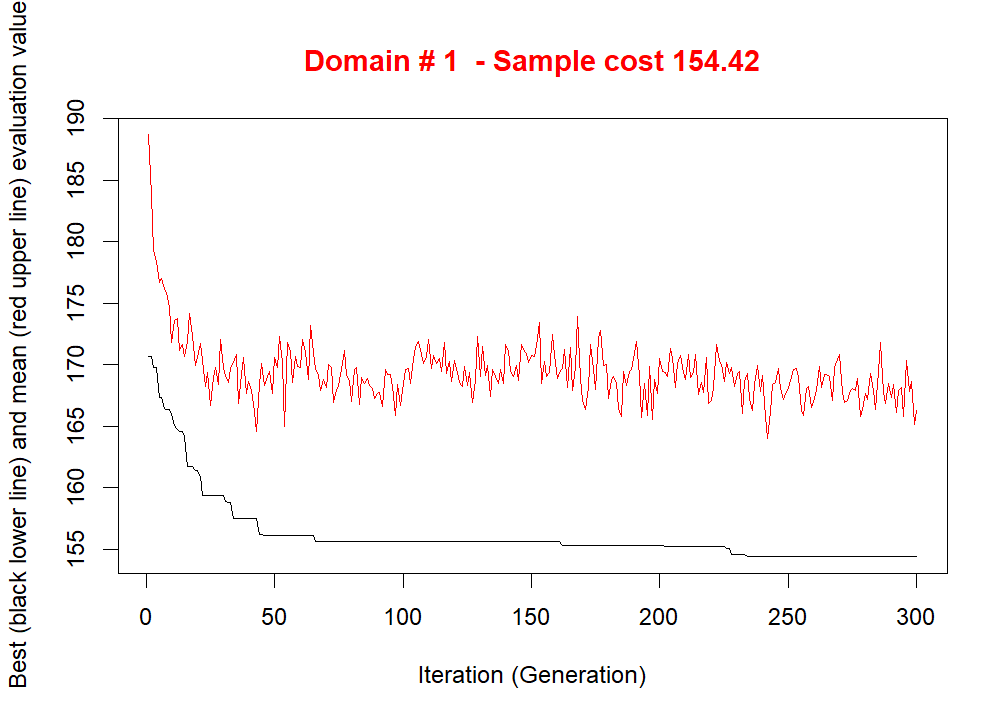 Domain # 1  - Sample cost 154.42
Best (black lower line) and mean (red upper line) evaluation value
190
185
180
175
170
165
160
155
0 50 100 150 200 250 300
Iteration (Generation)